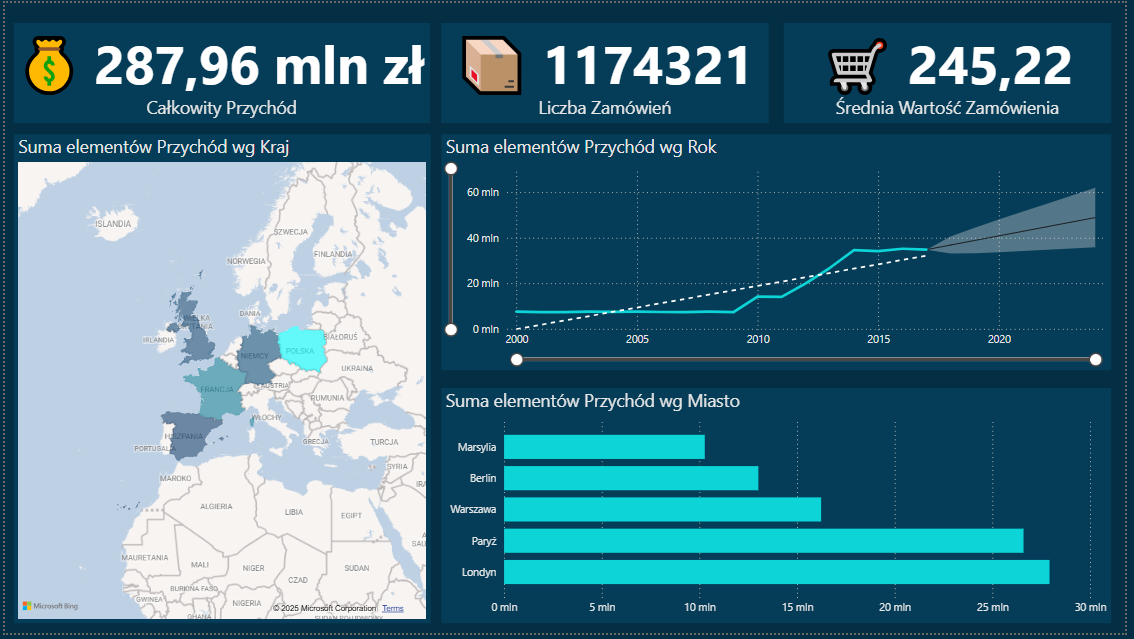 287,96 mln zł
Całkowity Przychód
1174321
Liczba Zamówień
245,22
Średnia Wartość Zamówienia
Suma elementów Przychód wg Kraj
ISLANDIA
SZWECJA
FINLANDIA
NORWEGIA
DANIA
WIELKA
BRYTANIA
IRLANDIA
BIAŁORUŚ
POLSKA
NIEMCY
UKRAINA
AUSTRIA
FRANCJA
RUMUNIA
WŁOCHY
HISZPANIA
PORTUGALIA
GRECJA
TURCJA
SYRIA
MAROKO
ALGIERIA
LIBIA
EGIPT
MAURETANIA
MALI
NIGER
SUDAN
CZAD
BURKINA FASO
GWINEA
NIGERIA
GHANA
SUDAN POŁUDNIOWY
Microsoft Bing
© 2025 Microsoft Corporation Terms
Suma elementów Przychód wg Rok
60 mln
40 mln
20 mln
0 mln
2000 2005 2010 2015 2020
Suma elementów Przychód wg Miasto
Marsylia
Berlin
Warszawa
Paryż
Londyn
0 mln 5 mln 10 mln 15 mln 20 mln 25 mln 30 mln